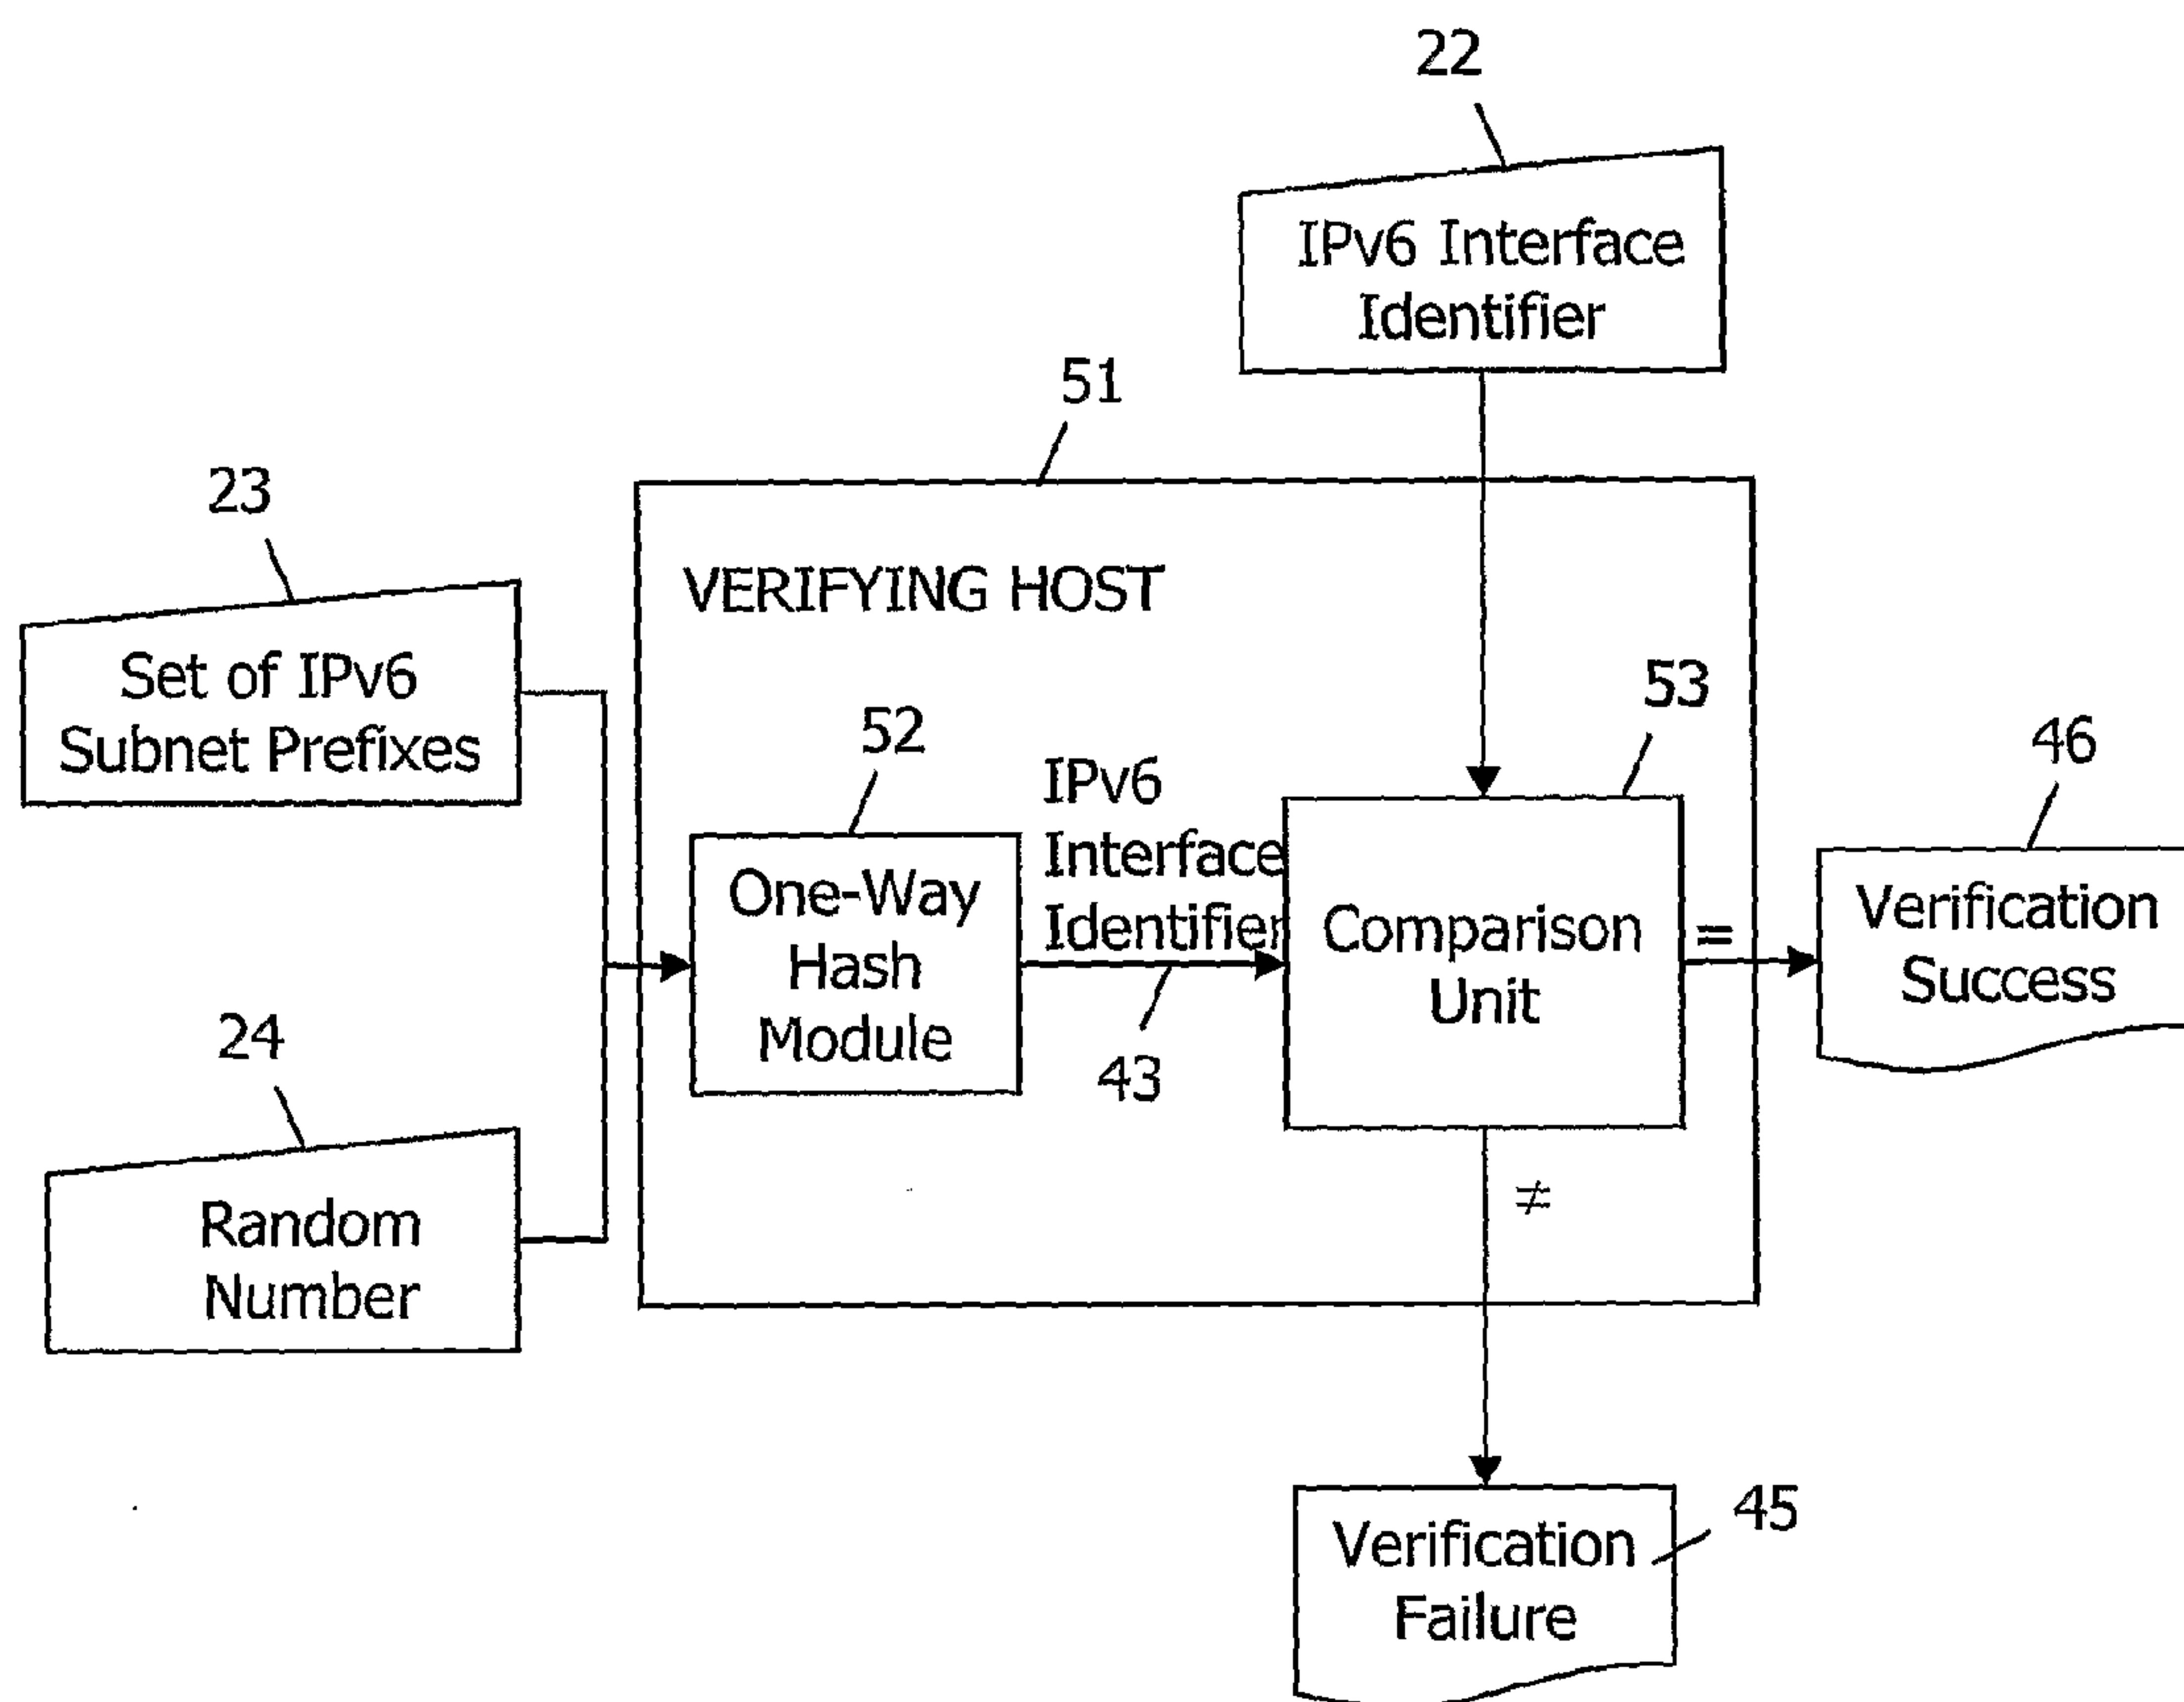 22
IPv6 Interface
Identifier
51
23
VERIFYING HOST
Set of IPv6
Subnet Prefixes
53
52
46
IPv6
Interface
Identifier
One-Way
Hash
Module
Comparison
Unit
=
Verification
Success
24
43
Random
Number
≠
45
Verification
Failure